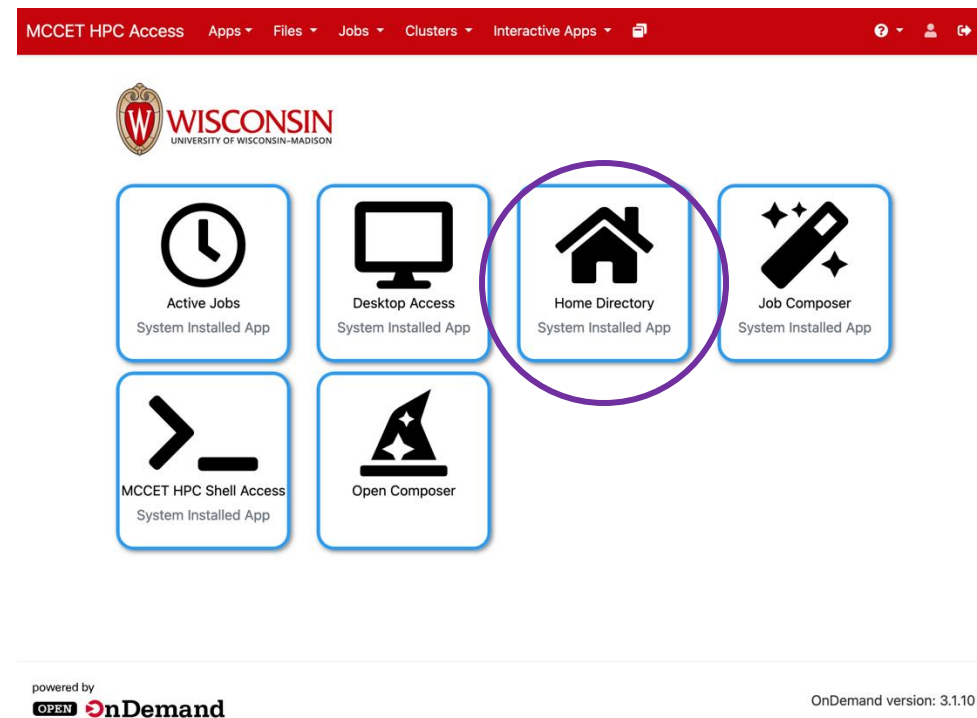 MCCET HPC Access Apps Files Jobs Clusters Interactive Apps
W WISCONSIN
UNIVERSITY OF WISCONSIN-MADISON
Active Jobs
System Installed App
Desktop Access
System Installed App
Home Directory
System Installed App
Job Composer
System Installed App
MCCET HPC Shell Access
System Installed App
Open Composer
powered by
OPEN OnDemand
OnDemand version: 3.1.10